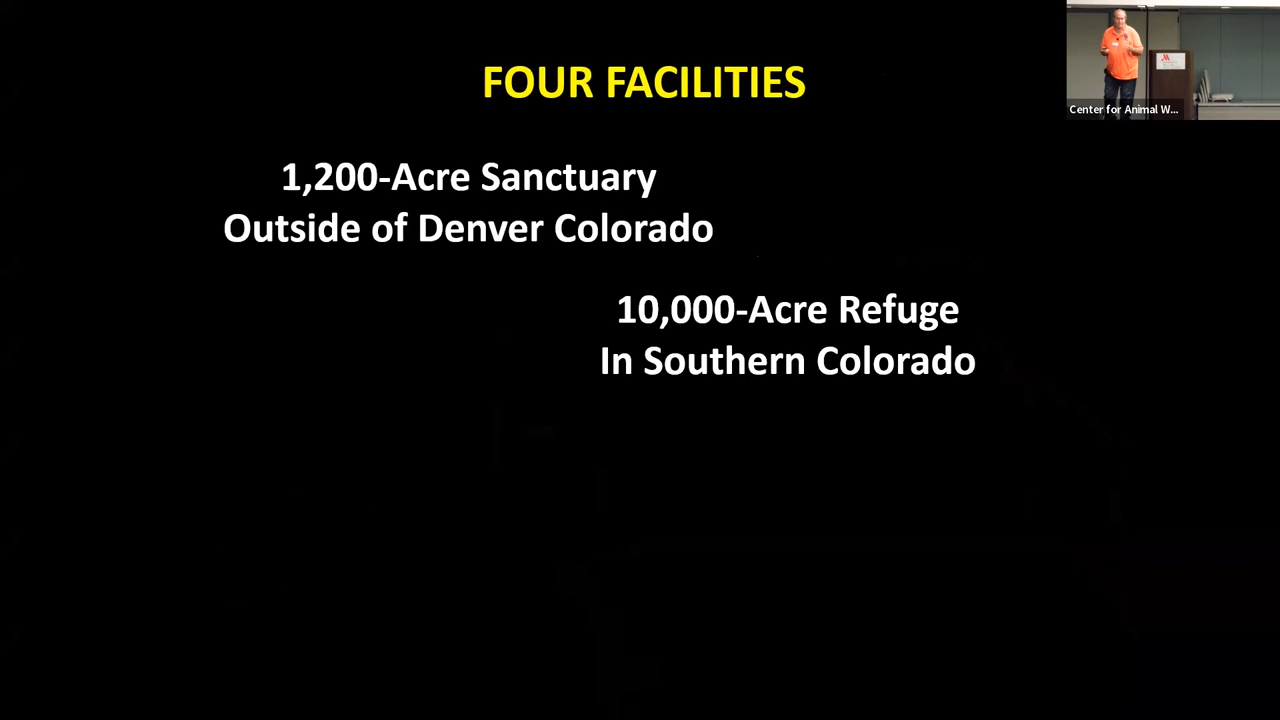 FOUR FACILITIES
1,200-Acre Sanctuary
Outside of Denver Colorado
10,000-Acre Refuge
In Southern Colorado
Center for Animal W...